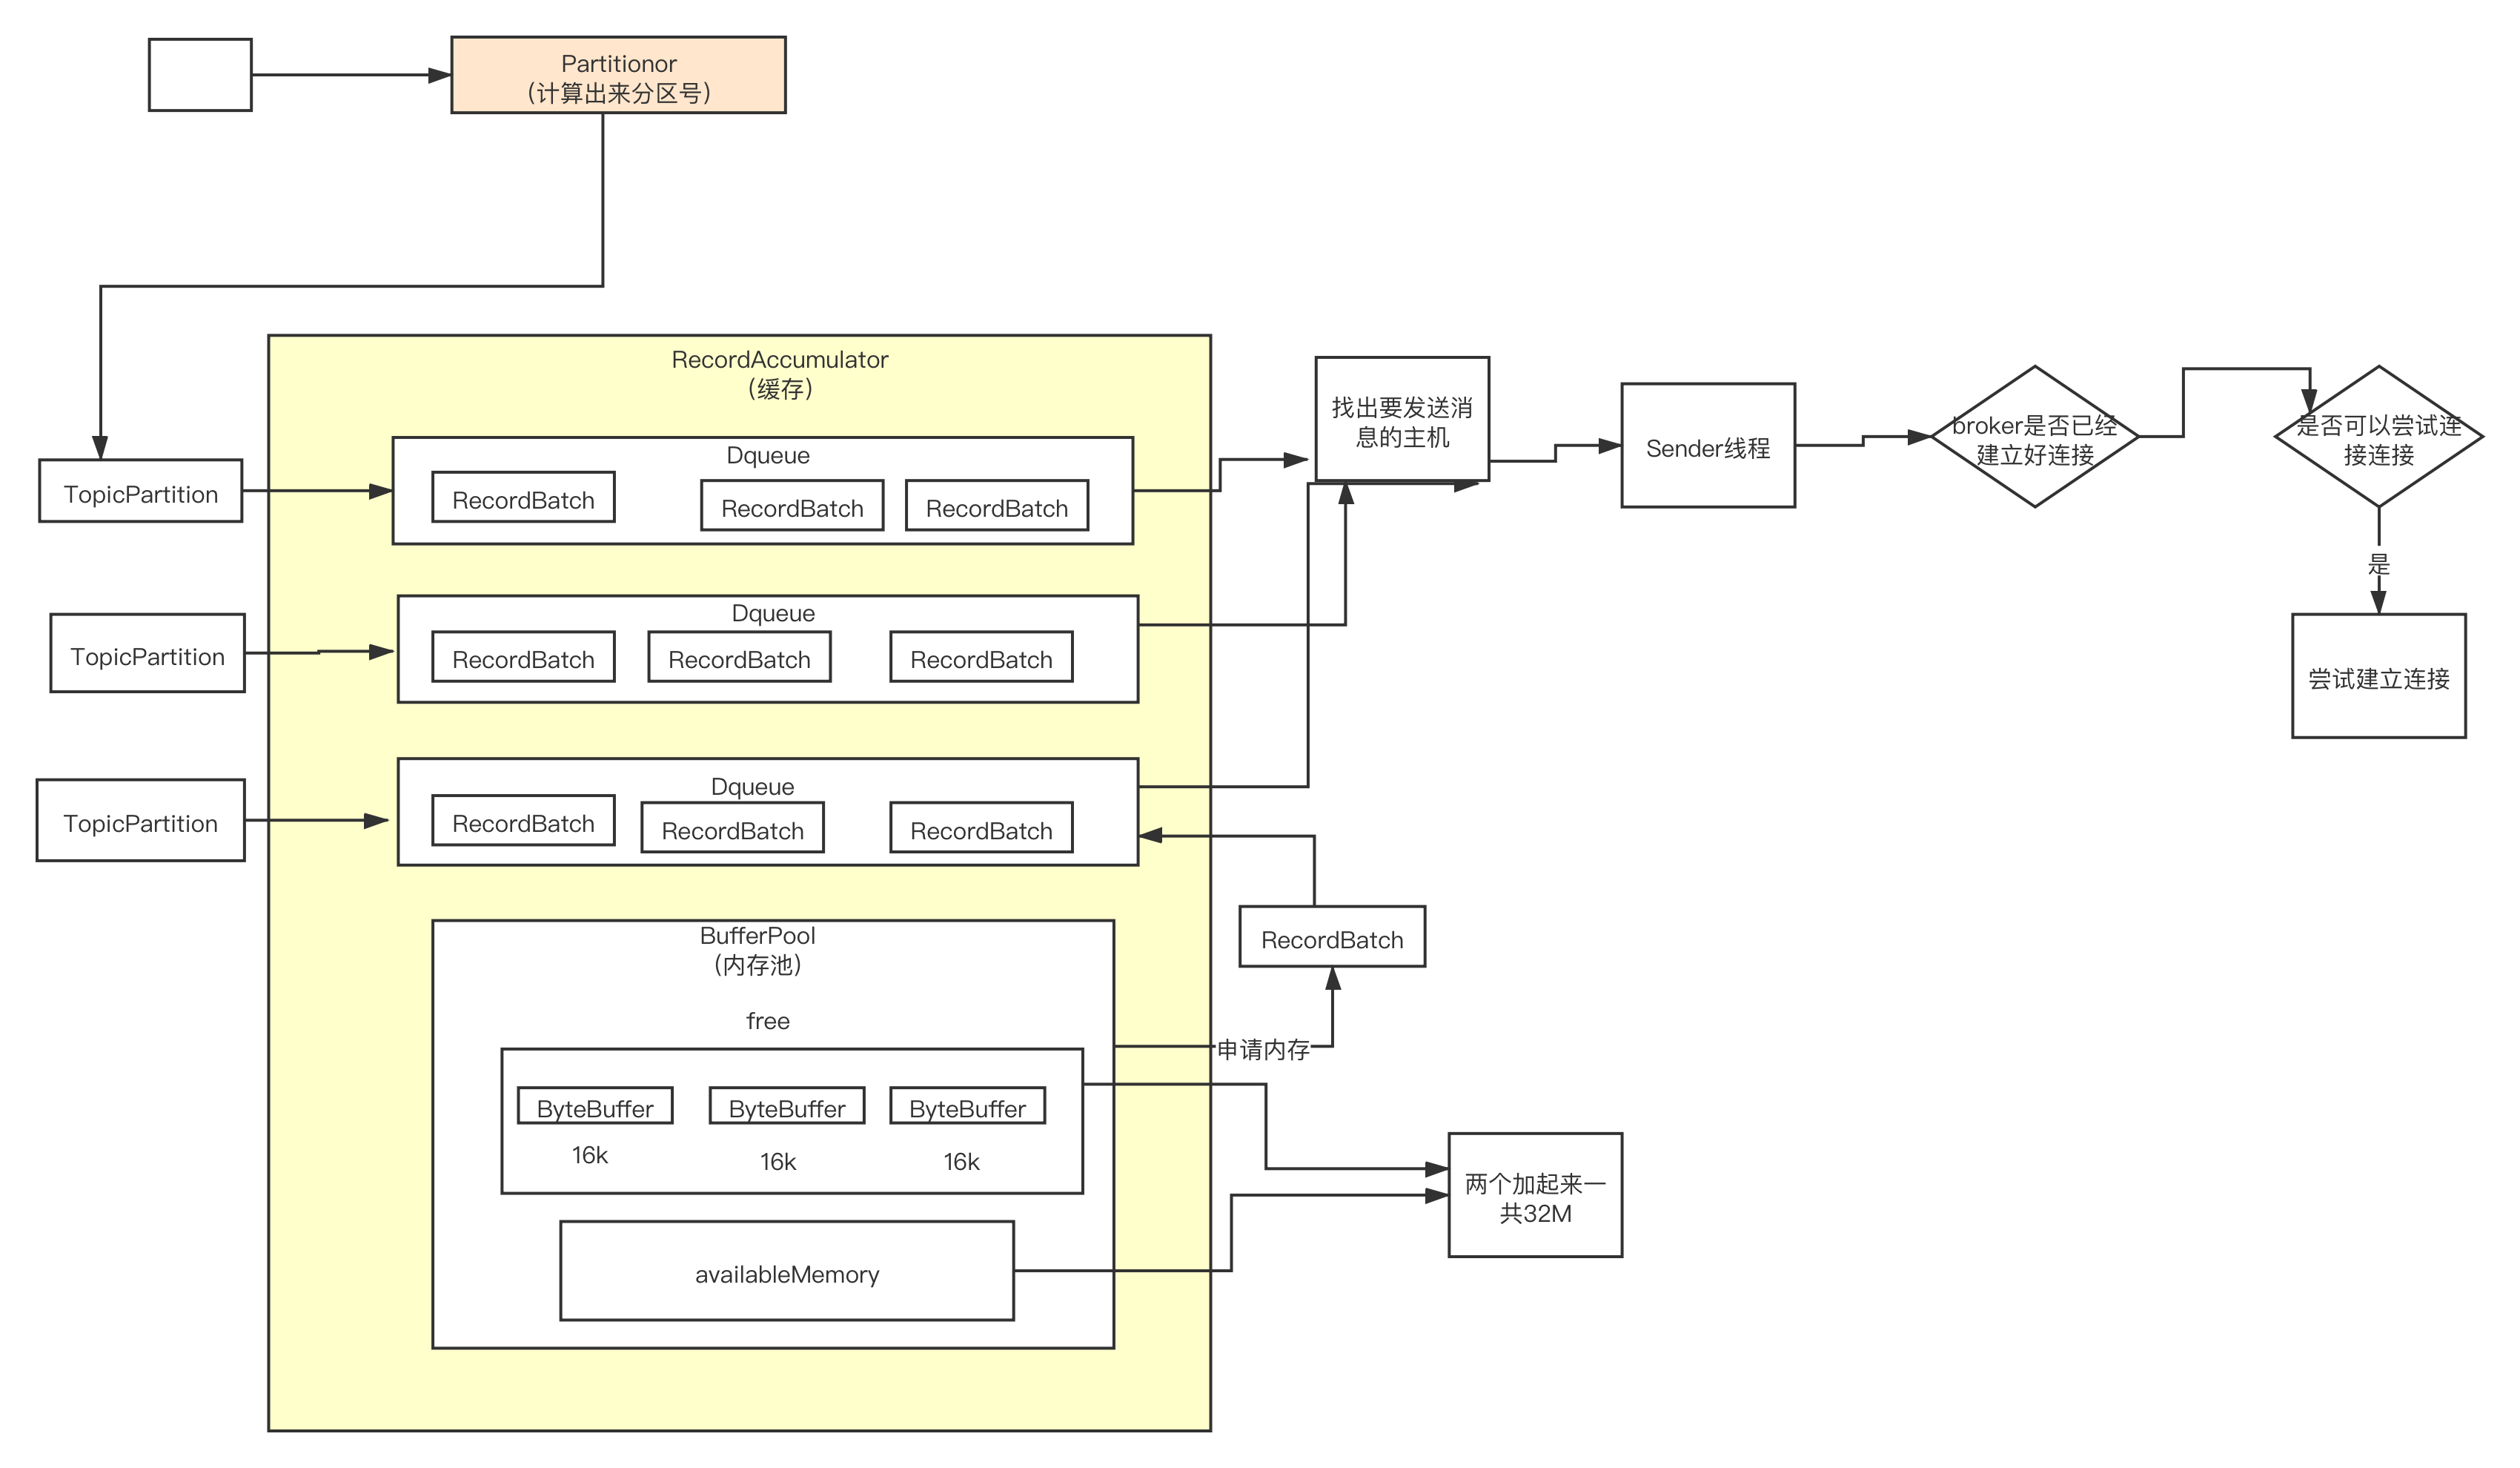 Partitionor
（计算出来分区号）
RecordAccumulator
（缓存）
TopicPartition
Dqueue
RecordBatch
RecordBatch
RecordBatch
找出要发送消
息的主机
Sender线程
broker是否已经
建立好连接
是否可以尝试连
接连接
是
尝试建立连接
TopicPartition
Dqueue
RecordBatch
RecordBatch
RecordBatch
TopicPartition
Dqueue
RecordBatch
RecordBatch
RecordBatch
RecordBatch
BufferPool
（内存池）
free
申请内存
ByteBuffer
ByteBuffer
ByteBuffer
16k
16k
16k
两个加起来一
共32M
availableMemory